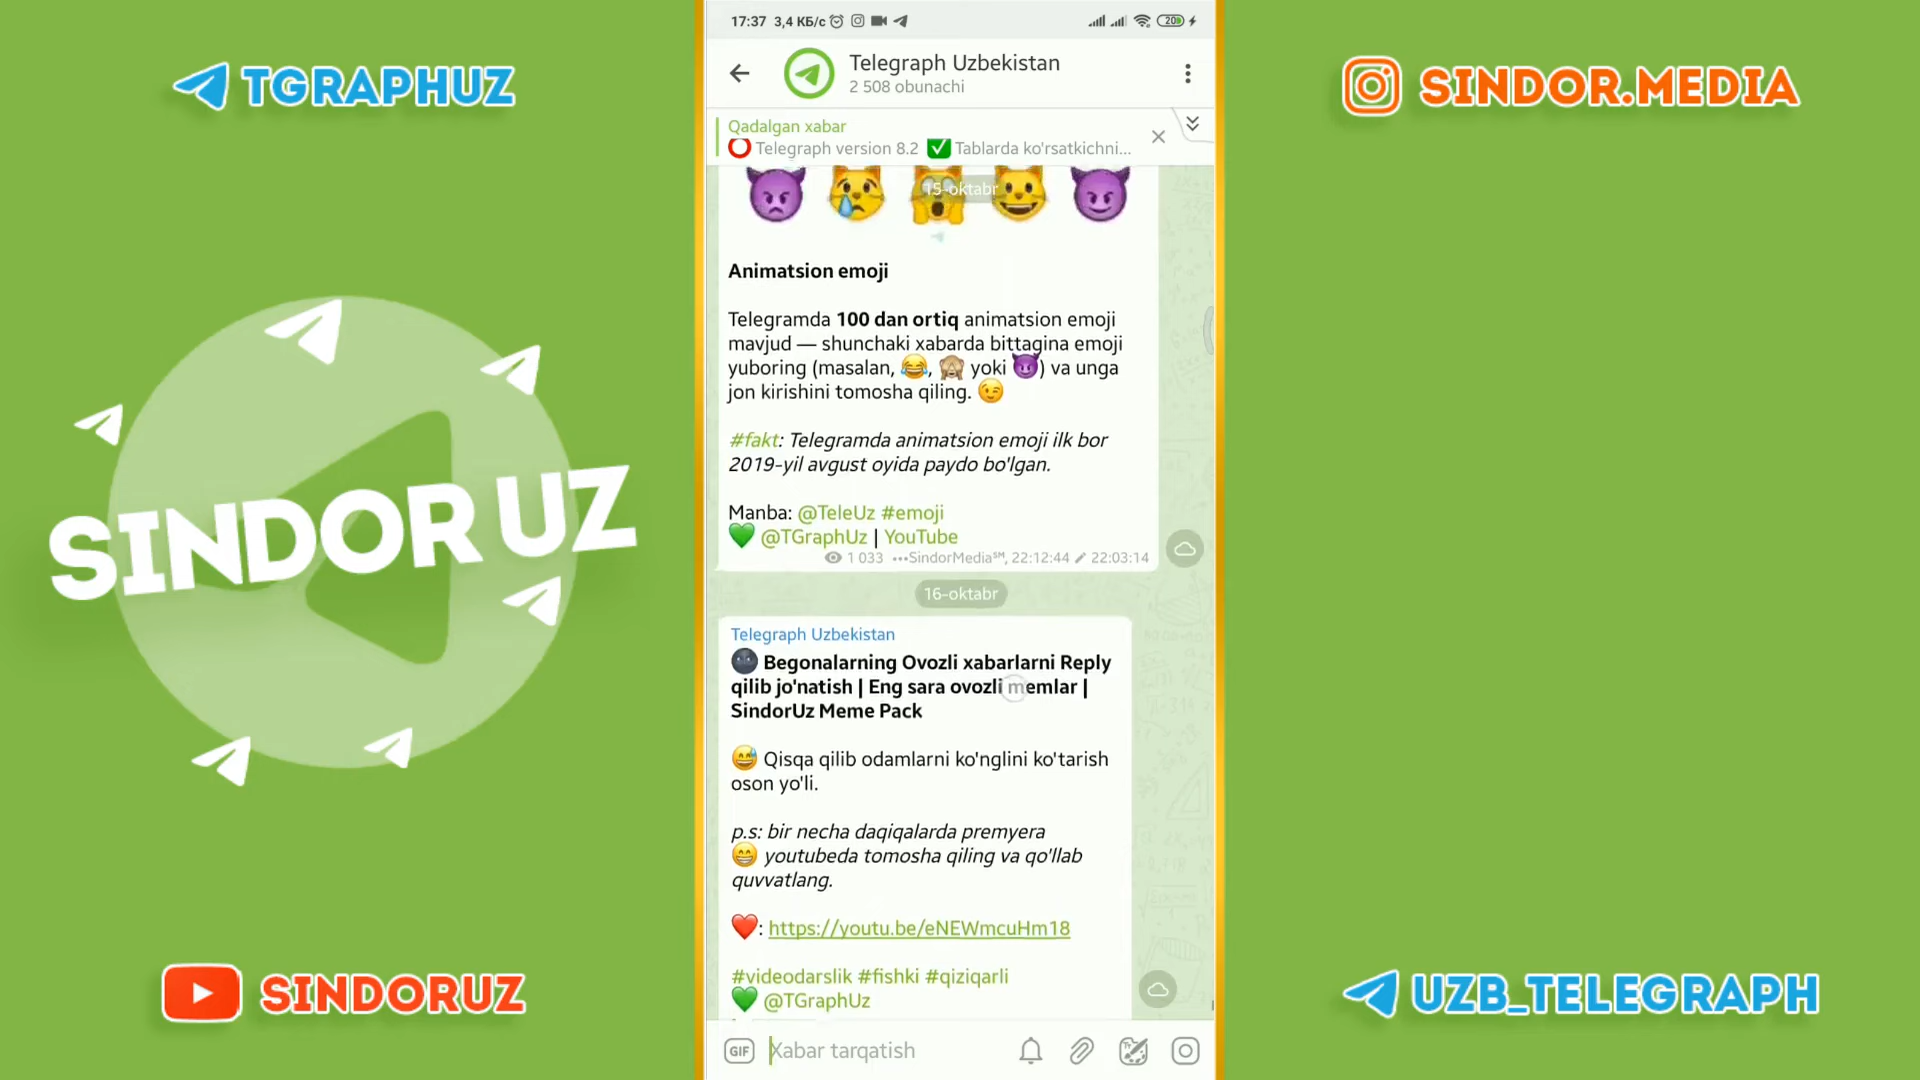 TGRAPHUZ
SINDOR UZ
SINDORUZ
17:37 3,4 КБ/с
20
Telegraph Uzbekistan
2 508 obunachi
Qadalgan xabar
⭕ Telegraph version 8.2 ✅ Tablarda ko'rsatkichni...
15-oktabr
Animatsion emoji
Telegramda 100 dan ortiq animatsion emoji
mavjud — shunchaki xabarda bittagina emoji
yuboring (masalan, 😂, 🙈 yoki 😈) va unga
jon kirishini tomosha qiling. 😉
#fakt: Telegramda animatsion emoji ilk bor
2019-yil avgust oyida paydo bo'lgan.
Manba: @TeleUz #emoji
💚 @TGraphUz | YouTube
1 033 •••SindorMedia℠, 22:12:44 22:03:14
16-oktabr
Telegraph Uzbekistan
🌚 Begonalarning Ovozli xabarlarni Reply
qilib jo'natish | Eng sara ovozli memlar |
SindorUz Meme Pack
😅 Qisqa qilib odamlarni ko'nglini ko'tarish
oson yo'li.
p.s: bir necha daqiqalarda premyera
😁 youtubeda tomosha qiling va qo'llab
quvvatlang.
❤️: https://youtu.be/eNEWmcuHm18
#videodarslik #fishki #qiziqarli
💚 @TGraphUz
GIF Xabar tarqatish
SINDOR.MEDIA
UZB_TELEGRAPH